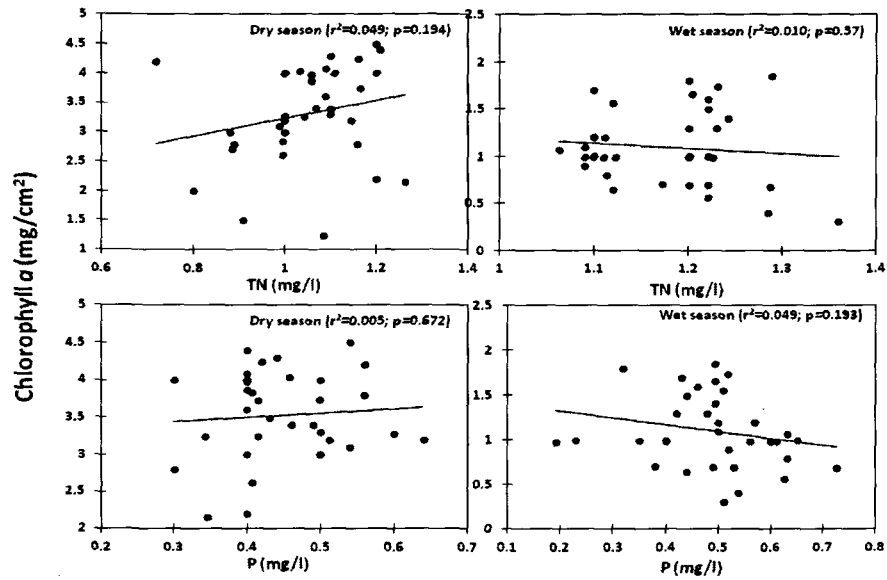 Chlorophyll a (mg/cm²)
Dry season (r²=0.049; p=0.194)
5
4.5
4
3.5
3
2.5
2
1.5
1
0.6 0.8 1 1.2 1.4
TN (mg/l)
Wet season (r²=0.010; p=0.57)
2.5
2
1.5
1
0.5
0
1 1.1 1.2 1.3 1.4
TN (mg/l)
Dry season (r²=0.005; p=0.672)
5
4.5
4
3.5
3
2.5
2
0.2 0.3 0.4 0.5 0.6 0.7
P (mg/l)
Wet season (r²=0.049; p=0.193)
2.5
2
1.5
1
0.5
0
0.1 0.2 0.3 0.4 0.5 0.6 0.7 0.8
P (mg/l)